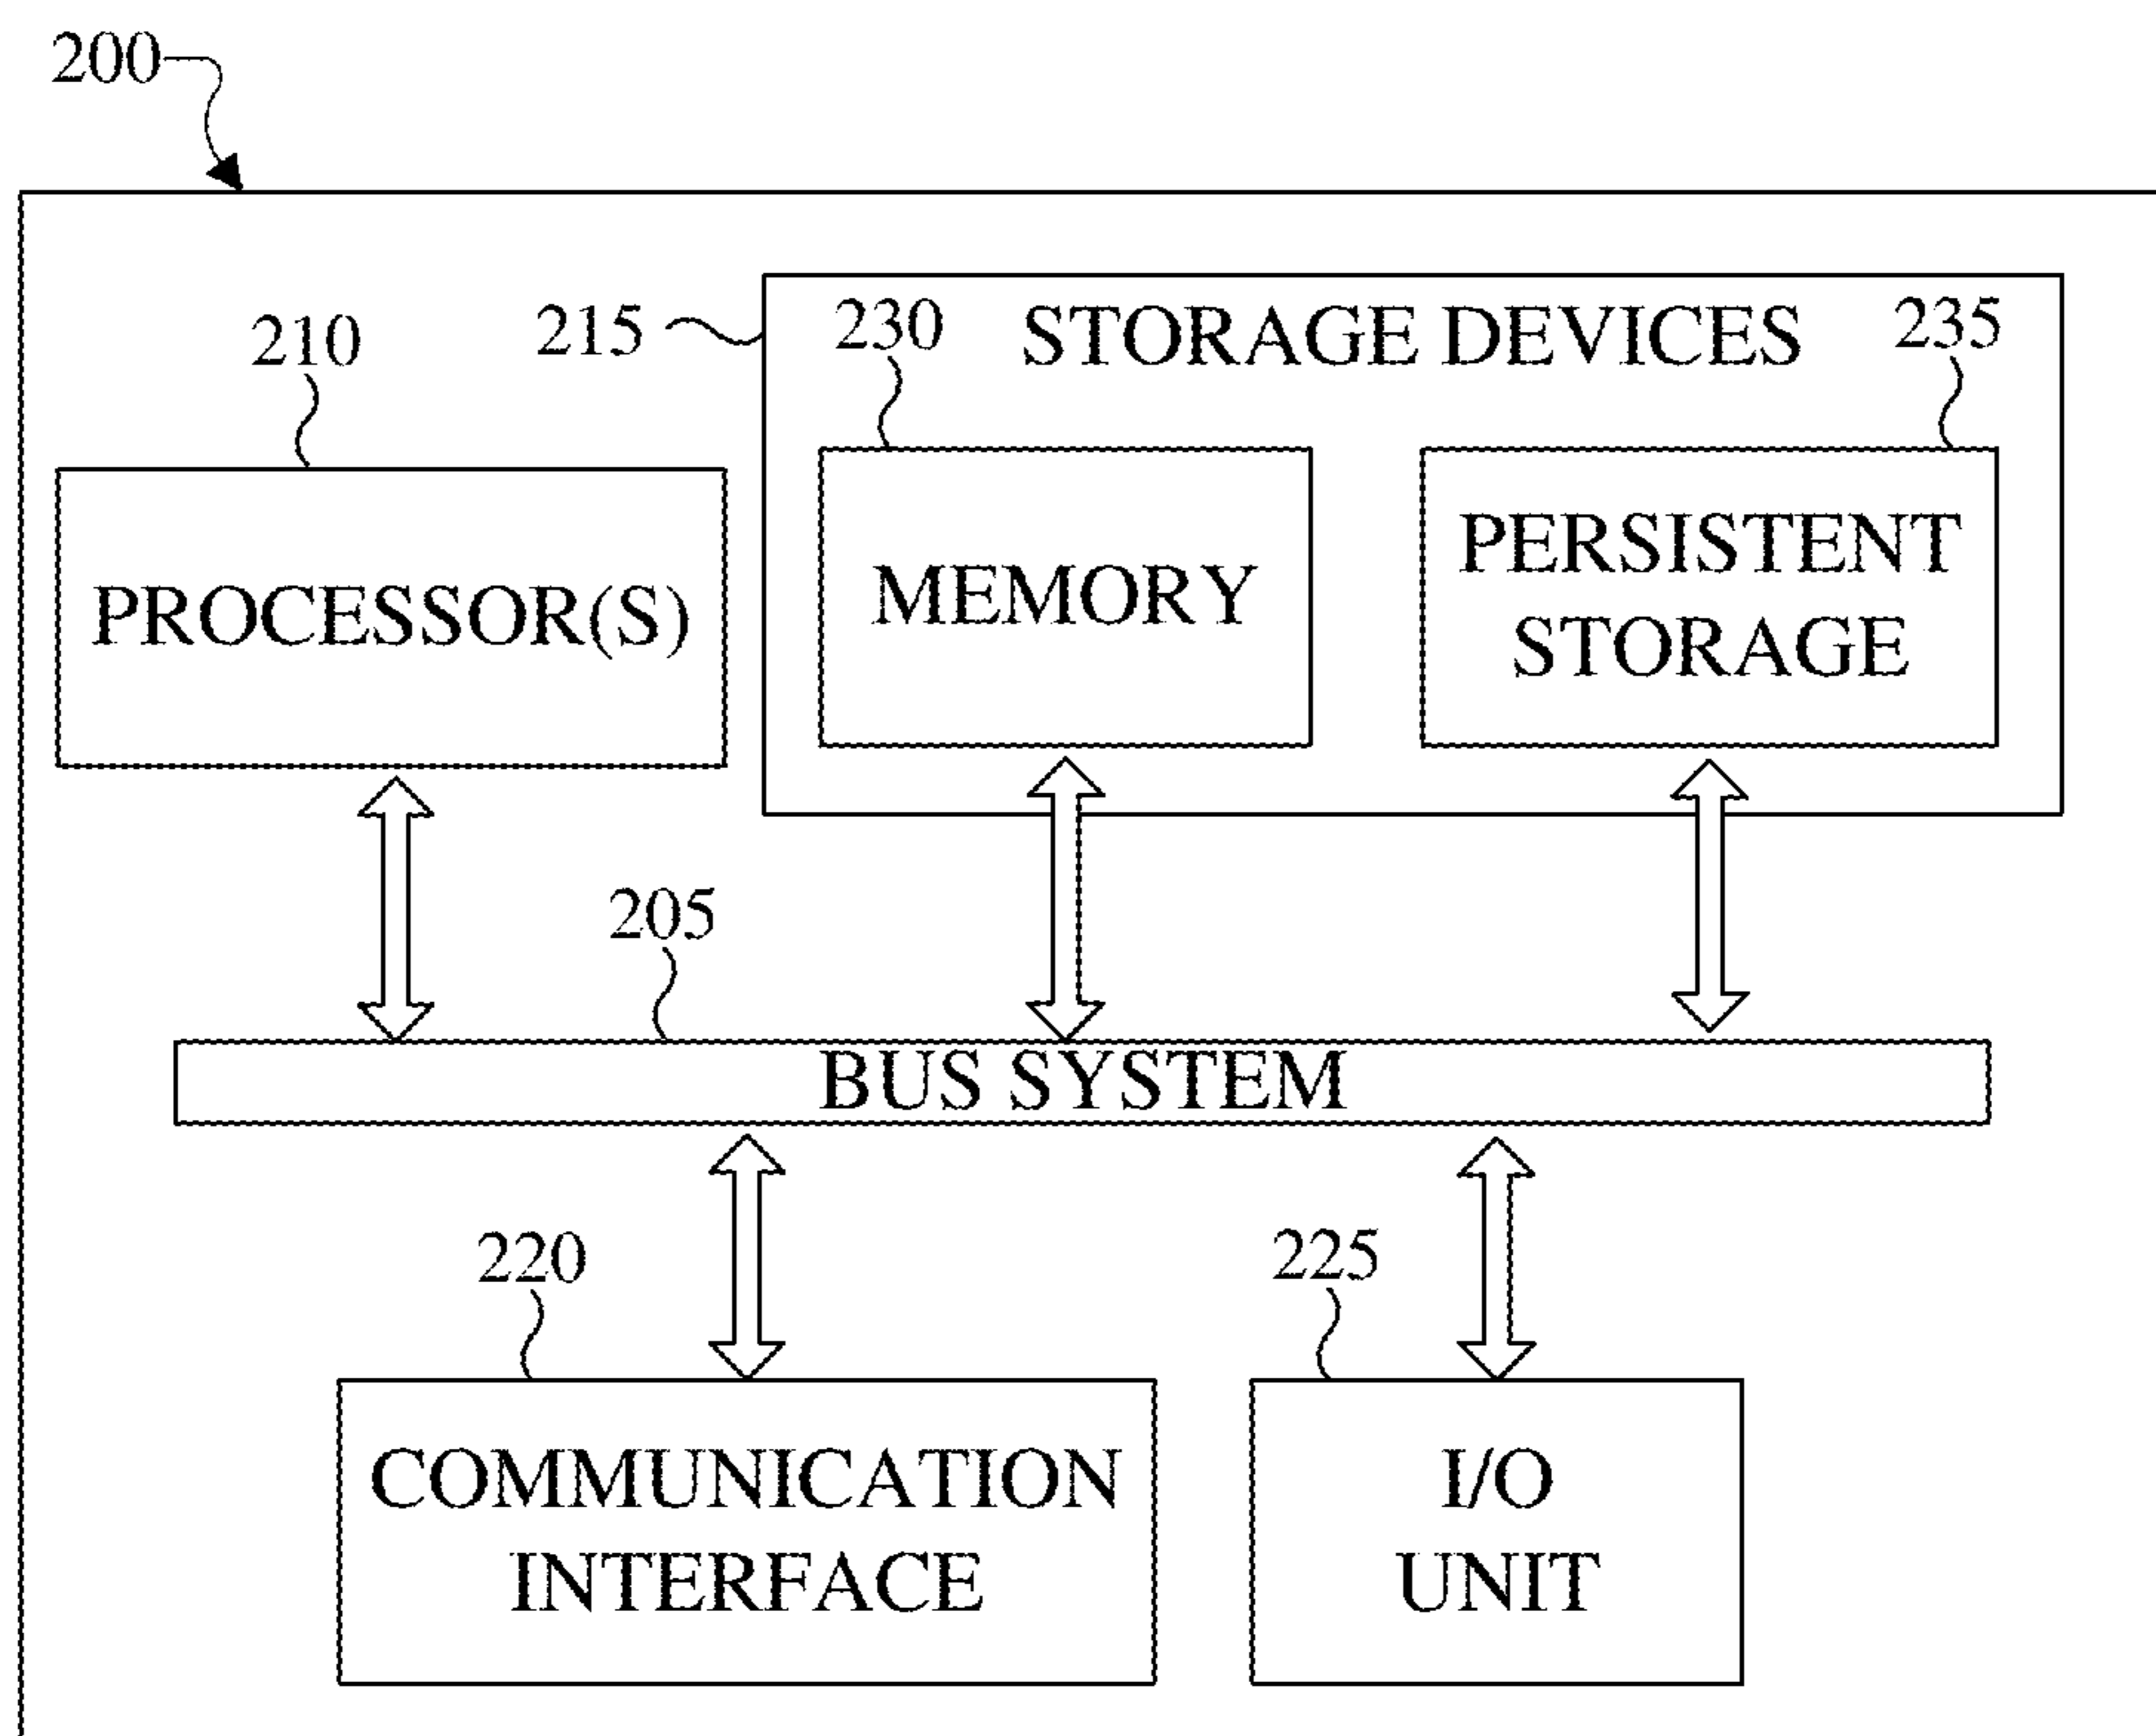 200
210
215
230
STORAGE DEVICES
235
PROCESSOR(S)
MEMORY
PERSISTENT
STORAGE
205
BUS SYSTEM
220
225
COMMUNICATION
INTERFACE
I/O
UNIT